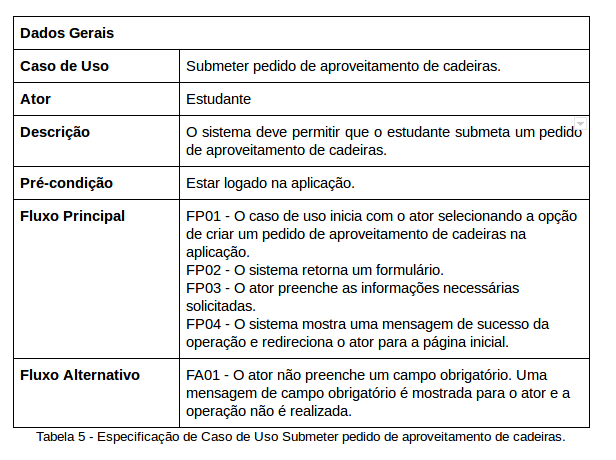 Dados Gerais
Caso de Uso
Submeter pedido de aproveitamento de cadeiras.
Ator
Estudante
Descrição
O sistema deve permitir que o estudante submeta um pedido
de aproveitamento de cadeiras.
Pré-condição
Estar logado na aplicação.
Fluxo Principal
FP01 - O caso de uso inicia com o ator selecionando a opção
de criar um pedido de aproveitamento de cadeiras na
aplicação.
FP02 - O sistema retorna um formulário.
FP03 - O ator preenche as informações necessárias
solicitadas.
FP04 - O sistema mostra uma mensagem de sucesso da
operação e redireciona o ator para a página inicial.
Fluxo Alternativo
FA01 - O ator não preenche um campo obrigatório. Uma
mensagem de campo obrigatório é mostrada para o ator e a
operação não é realizada.
Tabela 5 - Especificação de Caso de Uso Submeter pedido de aproveitamento de cadeiras.